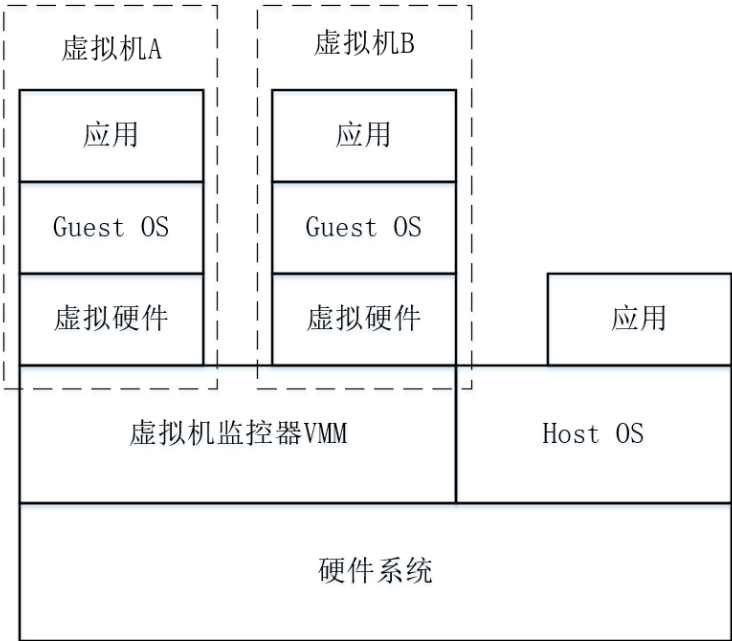 虚拟机A
虚拟机B
应用
应用
Guest OS
Guest OS
虚拟硬件
虚拟硬件
应用
虚拟机监控器VMM
Host OS
硬件系统